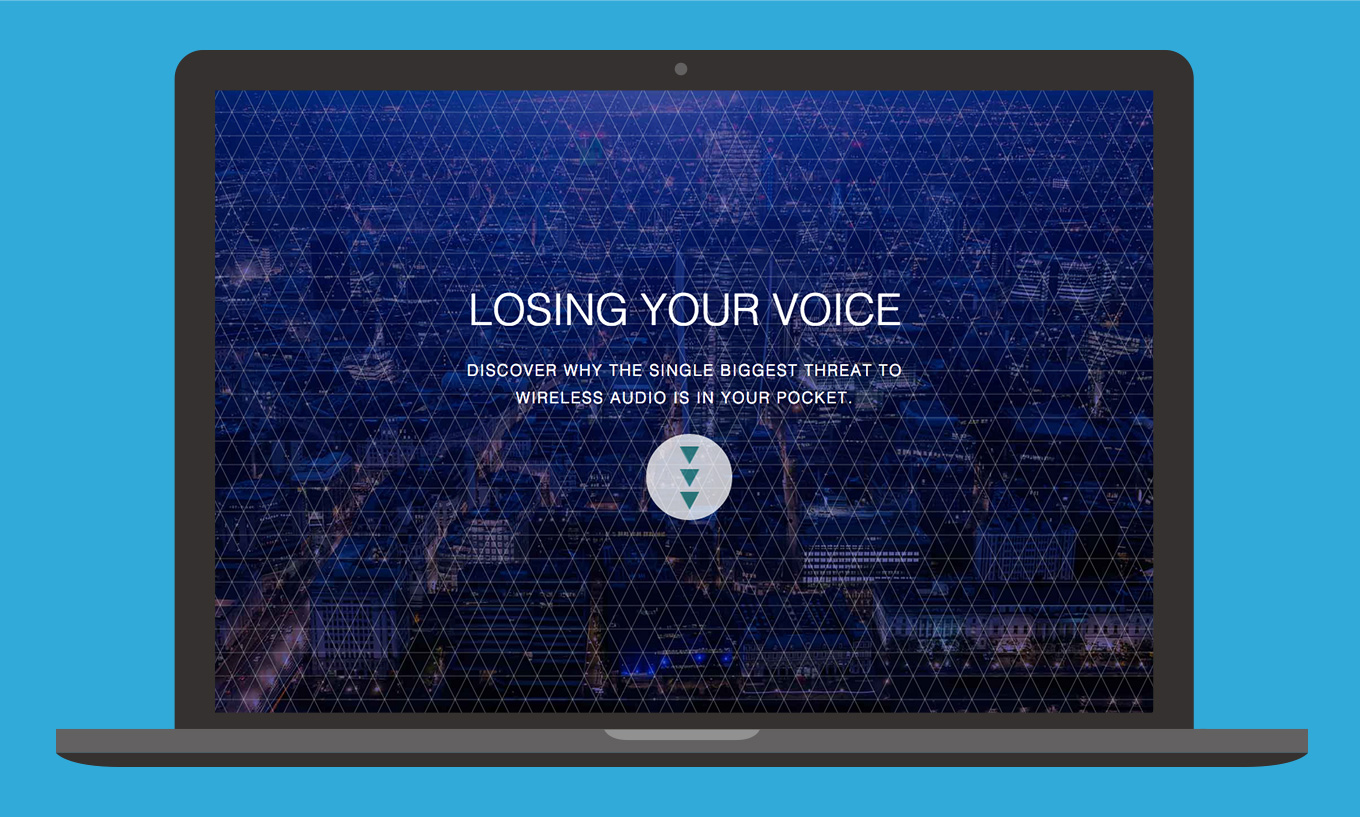 LOSING YOUR VOICE
DISCOVER WHY THE SINGLE BIGGEST THREAT TO
WIRELESS AUDIO IS IN YOUR POCKET.